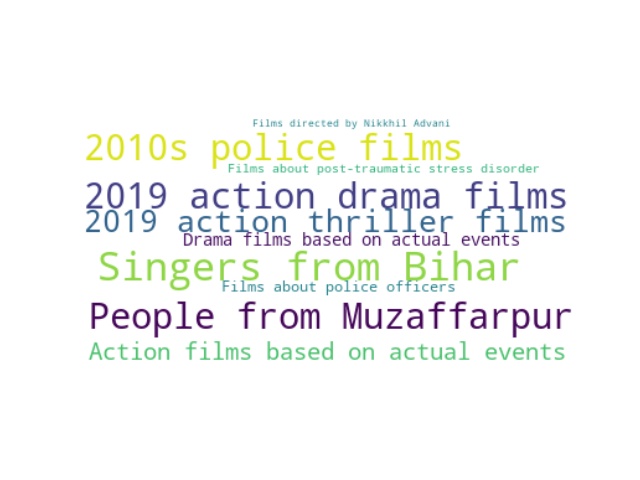 Films directed by Nikkhil Advani
2010s police films
Films about post-traumatic stress disorder
2019 action drama films
2019 action thriller films
Drama films based on actual events
Singers from Bihar
Films about police officers
People from Muzaffarpur
Action films based on actual events